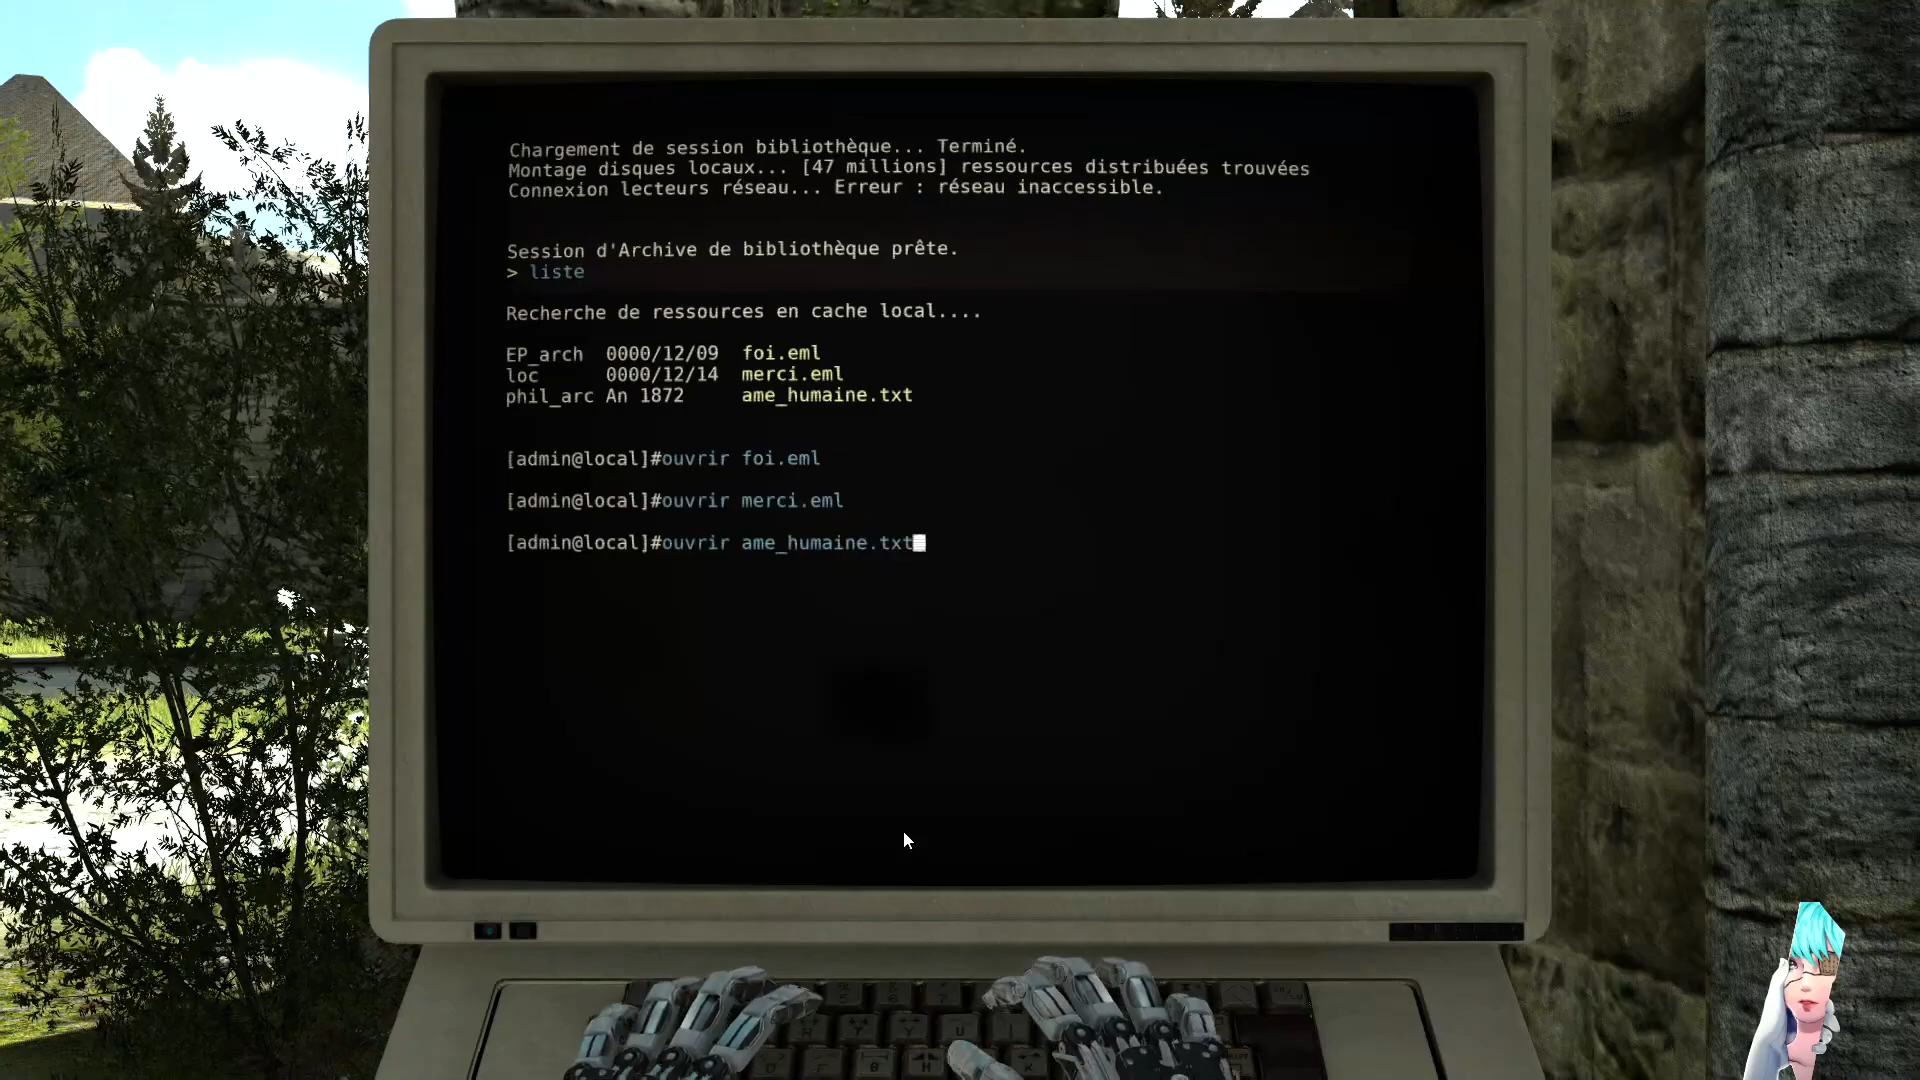 Chargement de session bibliothèque... Terminé.
Montage disques locaux... [47 millions] ressources distribuées trouvées
Connexion lecteurs réseau... Erreur : réseau inaccessible.
Session d'Archive de bibliothèque prête.
> liste
Recherche de ressources en cache local....
EP_arch 0000/12/09 foi.eml
loc 0000/12/14 merci.eml
phil_arc An 1872 ame_humaine.txt
[admin@local]#ouvrir foi.eml
[admin@local]#ouvrir merci.eml
[admin@local]#ouvrir ame_humaine.txt